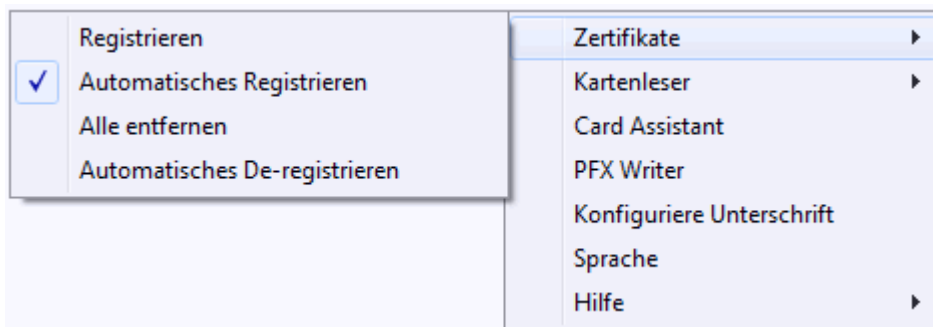 Registrieren
Automatisches Registrieren
Alle entfernen
Automatisches De-registrieren
Zertifikate
Kartenleser
Card Assistant
PFX Writer
Konfiguriere Unterschrift
Sprache
Hilfe